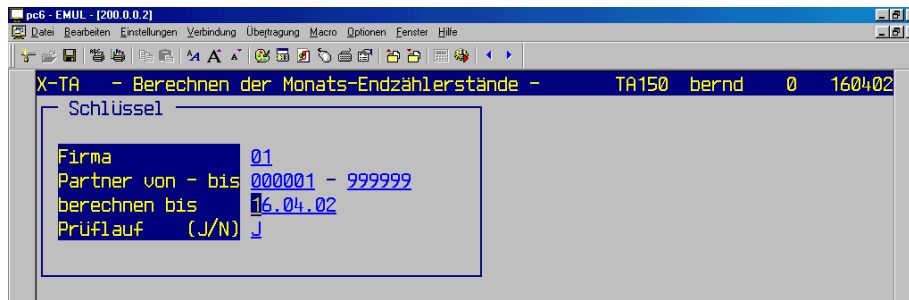 pc6 - EMUL - [200.0.0.2]
Datei Bearbeiten Einstellungen Verbindung Übertragung Macro Optionen Fenster Hilfe
X-TA - Berechnen der Monats-Endzählerstände - TA150 bernd 0 160402
Schlüssel
Firma 01
Partner von - bis 000001 - 999999
berechnen bis 16.04.02
Prüflauf (J/N) J